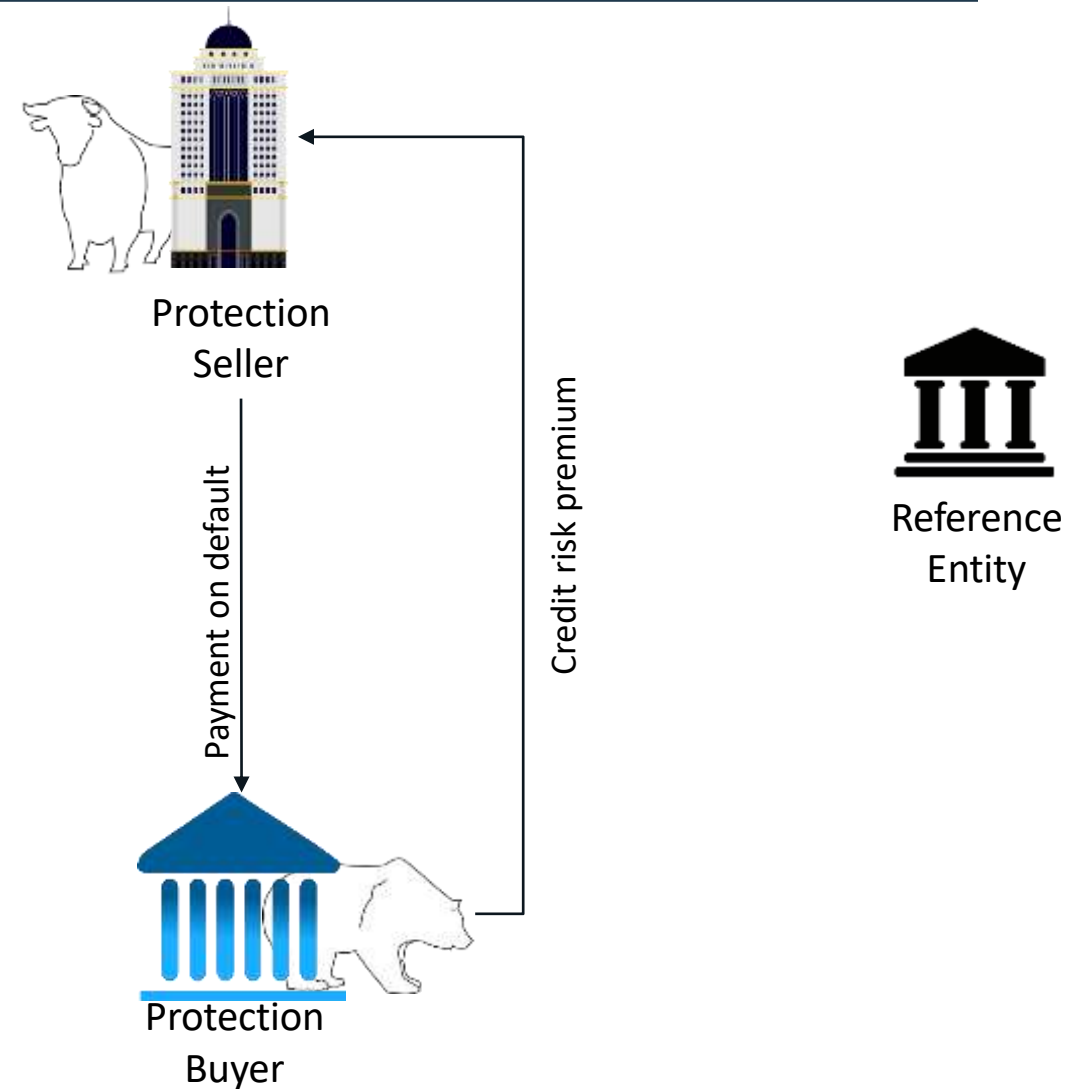 Protection
Seller
Payment on default
Credit risk premium
Reference
Entity
Protection
Buyer